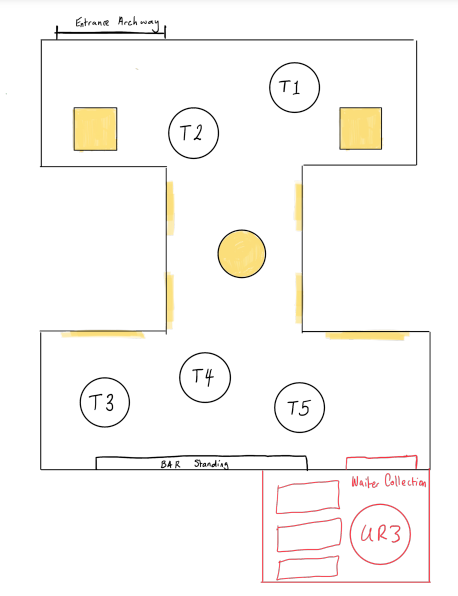 Entrance Archway
T1
T2
T4
T3
T5
BAR Standing
Waiter Collection
UR3